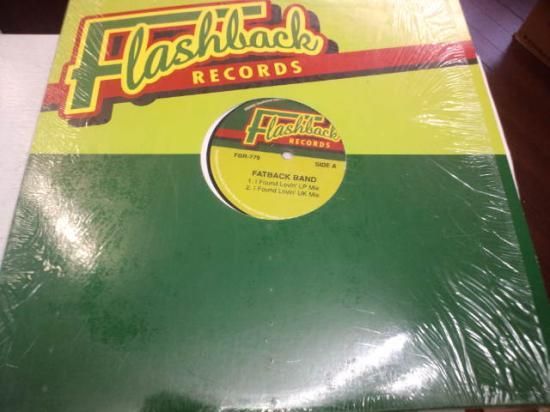 Flashback
RECORDS
Flashback
RECORDS
FBR-779 SIDE A
FATBACK BAND
1. I Found Lovin' LP Mix
2. I Found Lovin' UK Mix